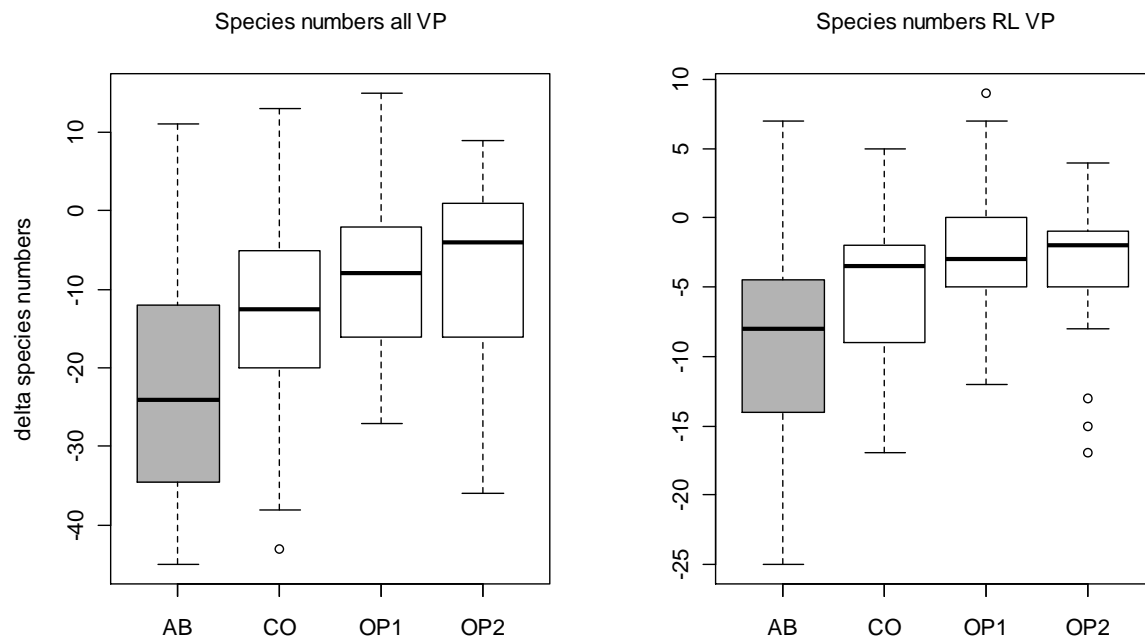 Species numbers all VP
Species numbers RL VP
delta species numbers
10
0
-10
-20
-30
-40
AB CO OP1 OP2
10
5
0
-5
-10
-15
-20
-25
AB CO OP1 OP2